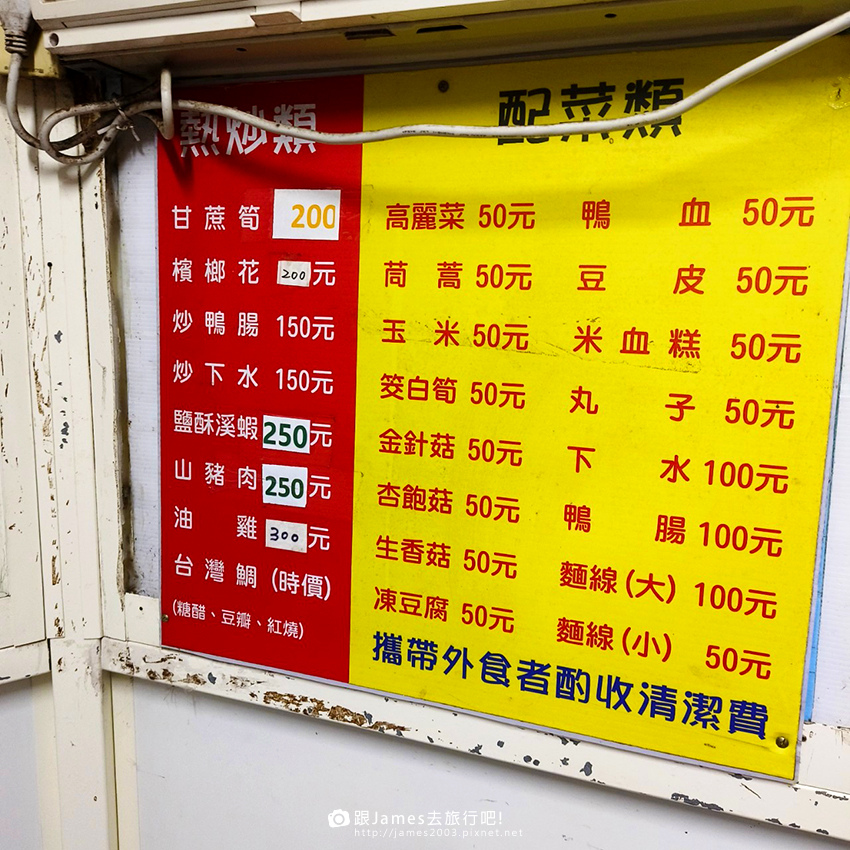 熱炒類
甘蔗筍 200
檳榔花 200元
炒鴨腸 150元
炒下水 150元
鹽酥溪蝦 250元
山豬肉 250元
油雞 300元
台灣鯛 (時價)
(糖醋、豆瓣、紅燒)
配菜類
高麗菜 50元 鴨血 50元
茼蒿 50元 豆皮 50元
玉米 50元 米血糕 50元
筊白筍 50元 丸子 50元
金針菇 50元 下水 100元
杏飽菇 50元 鴨腸 100元
生香菇 50元 麵線(大) 100元
凍豆腐 50元 麵線(小) 50元
攜帶外食者酌收清潔費
跟James去旅行吧!
http://james2003.pixnet.net